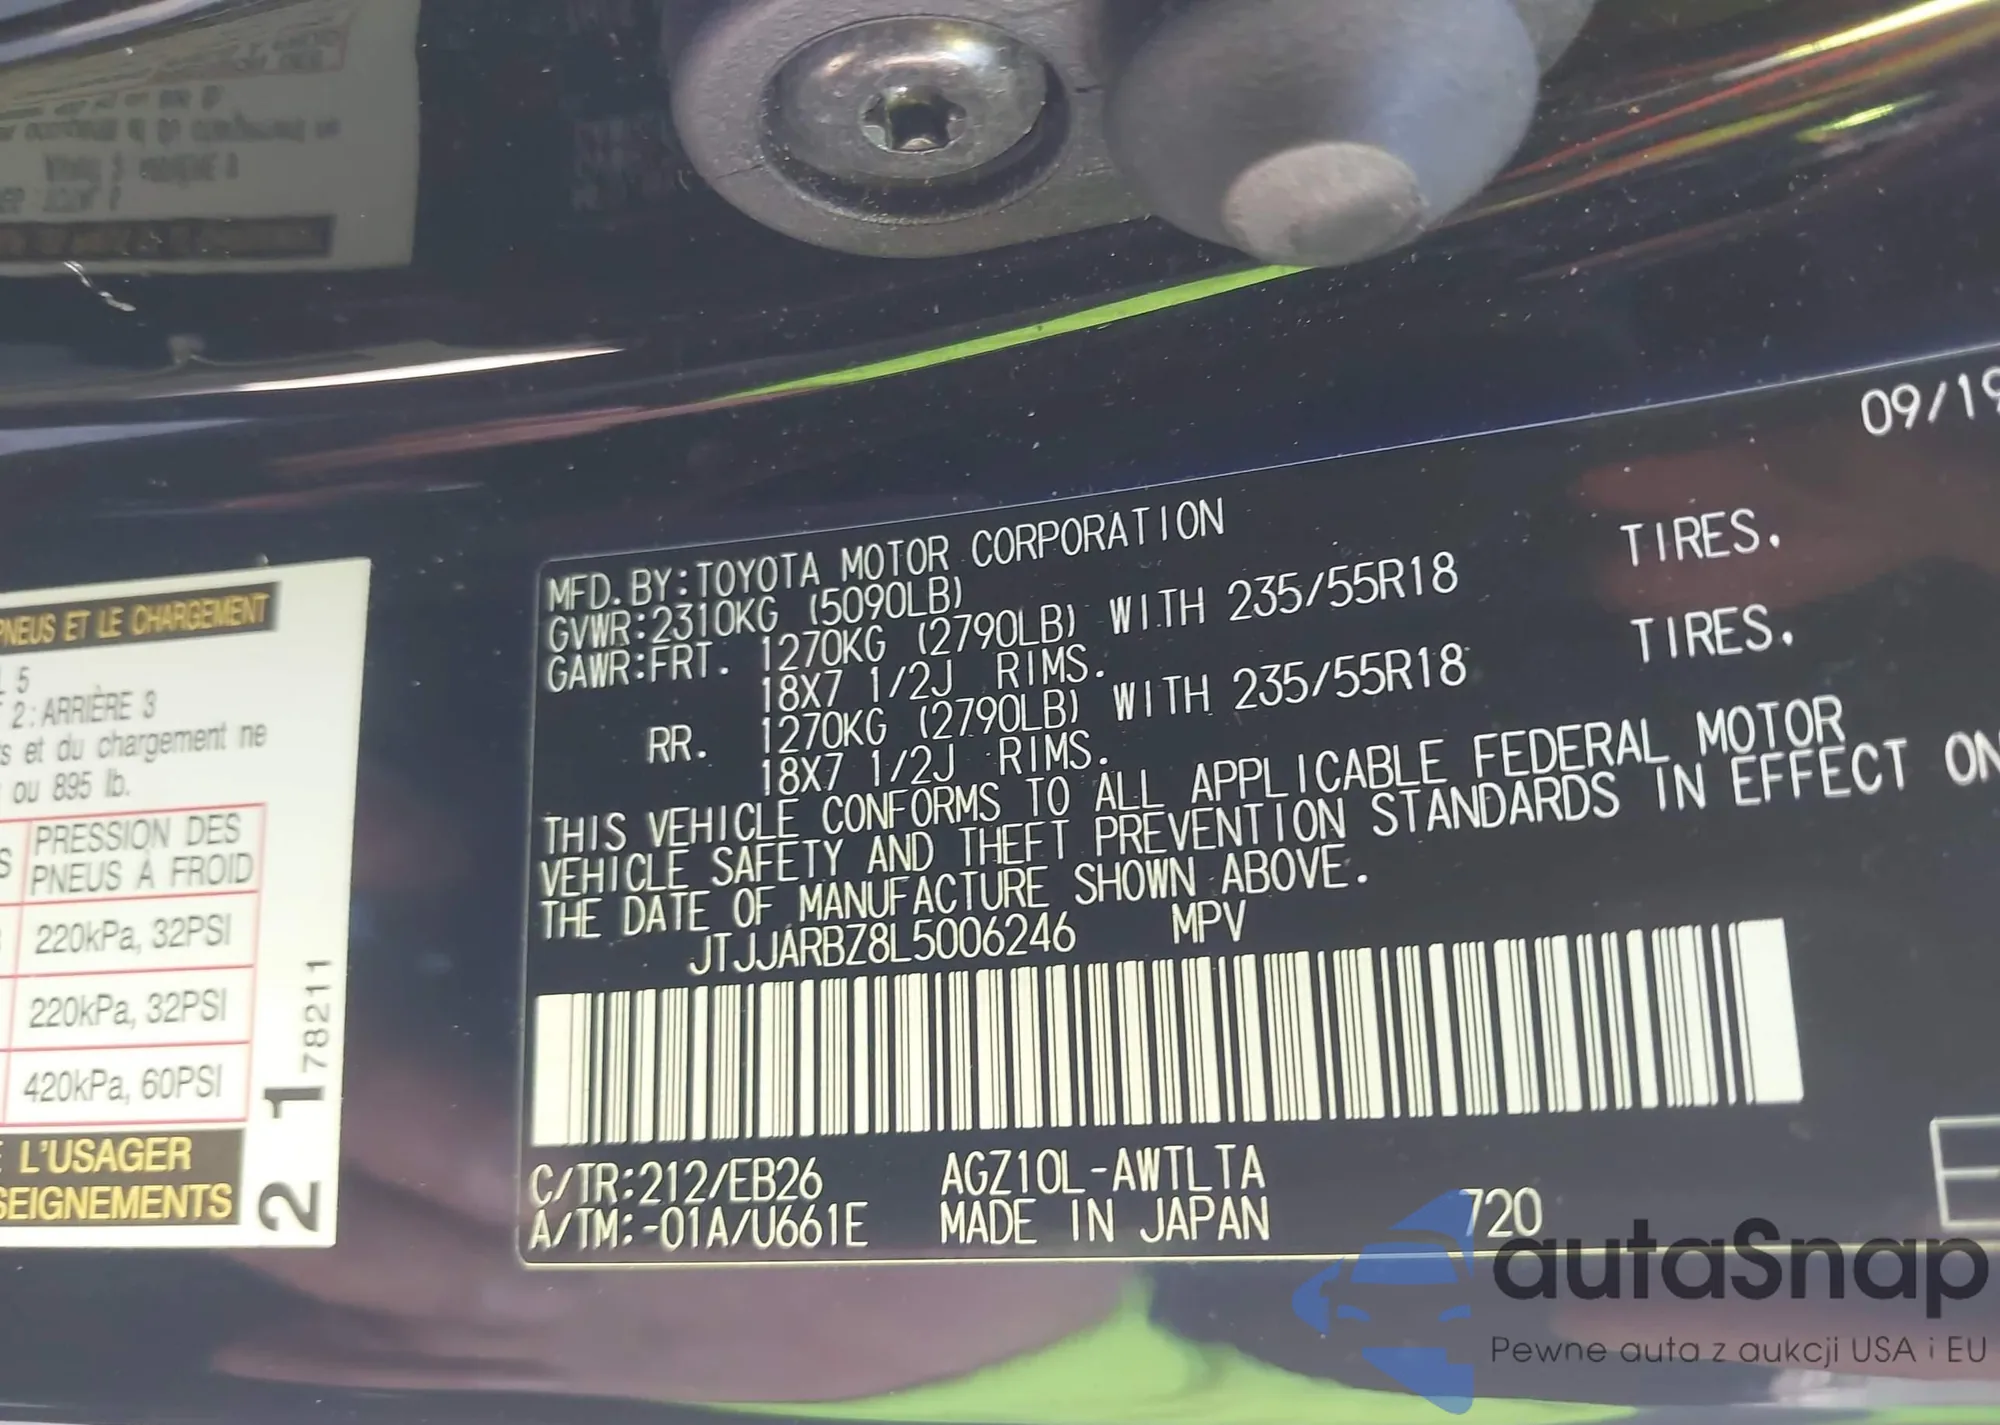 09/19
MFD. BY:TOYOTA MOTOR CORPORATION
GVWR:2310KG (5090LB)
GAWR:FRT. 1270KG (2790LB) WITH 235/55R18 TIRES.
18X7 1/2J RIMS.
RR. 1270KG (2790LB) WITH 235/55R18 TIRES.
18X7 1/2J RIMS.
THIS VEHICLE CONFORMS TO ALL APPLICABLE FEDERAL MOTOR
VEHICLE SAFETY AND THEFT PREVENTION STANDARDS IN EFFECT ON
THE DATE OF MANUFACTURE SHOWN ABOVE.
JTJJARBZ8L5006246 MPV
C/TR:212/EB26 AGZ10L-AWTLTA
A/TM:-01A/U661E MADE IN JAPAN 720
PNEUS ET LE CHARGEMENT
5
2: ARRIÈRE 3
et du chargement ne
ou 895 lb.
PRESSION DES
PNEUS À FROID
220kPa, 32PSI
220kPa, 32PSI
420kPa, 60PSI
L'USAGER
SEIGNEMENTS
21 78211
autaSnap
Pewne auta z aukcji USA i EU